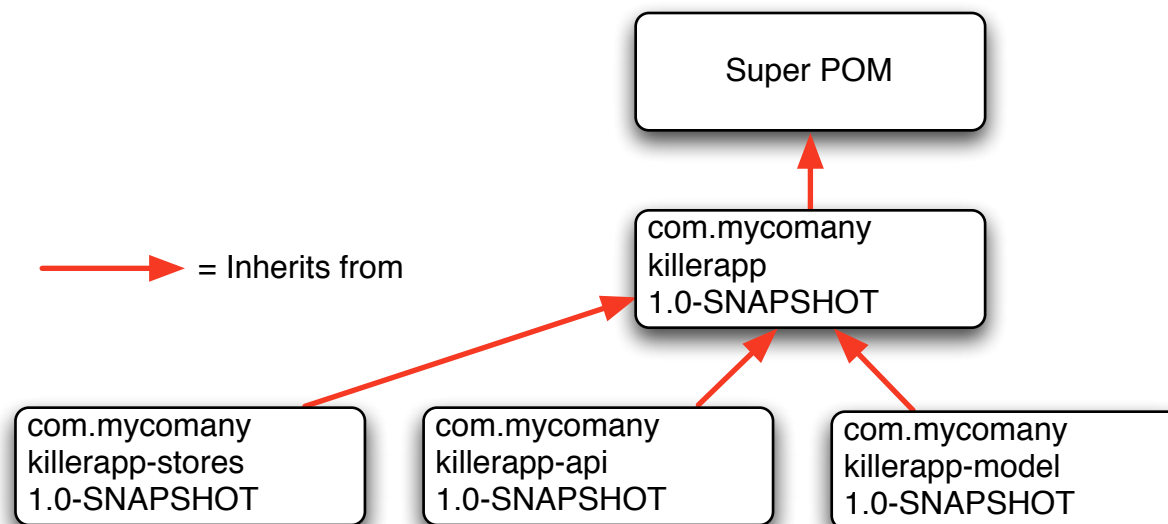 Super POM
com.mycomany
killerapp
1.0-SNAPSHOT
= Inherits from
com.mycomany
killerapp-stores
1.0-SNAPSHOT
com.mycomany
killerapp-api
1.0-SNAPSHOT
com.mycomany
killerapp-model
1.0-SNAPSHOT